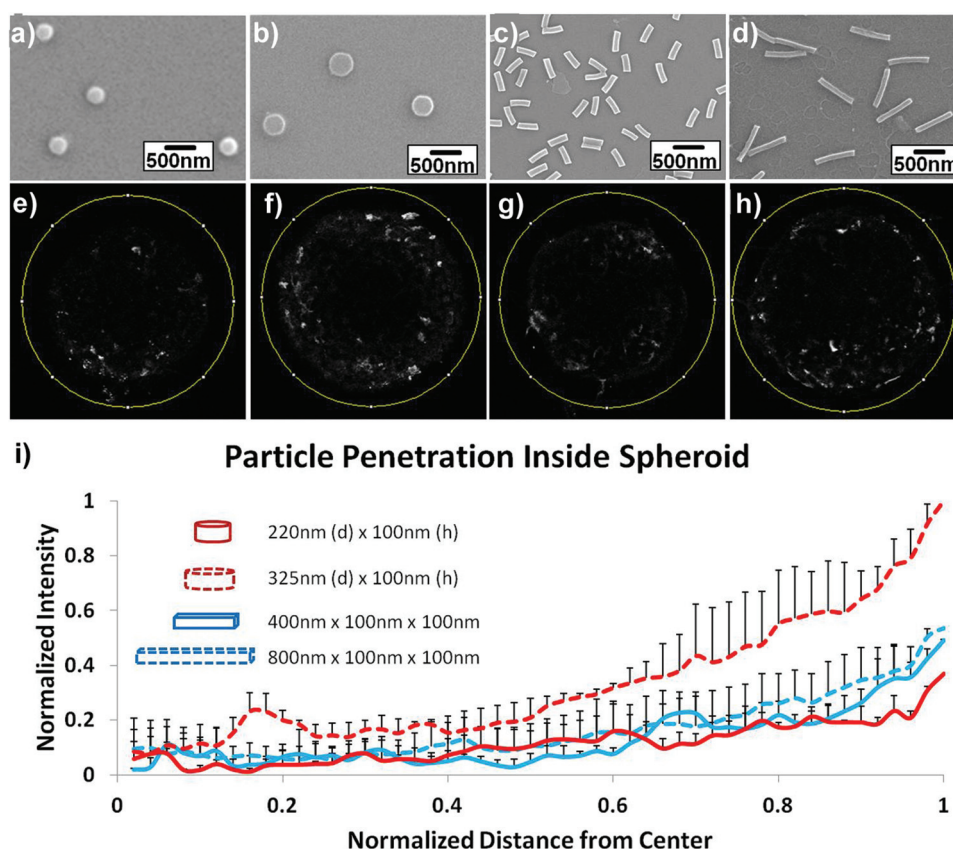 a)
b)
c)
d)
500nm
500nm
500nm
500nm
e)
f)
g)
h)
i)
Particle Penetration Inside Spheroid
Normalized Intensity
1
0.8
0.6
0.4
0.2
0
220nm (d) x 100nm (h)
325nm (d) x 100nm (h)
400nm x 100nm x 100nm
800nm x 100nm x 100nm
0
0.2
0.4
0.6
0.8
1
Normalized Distance from Center